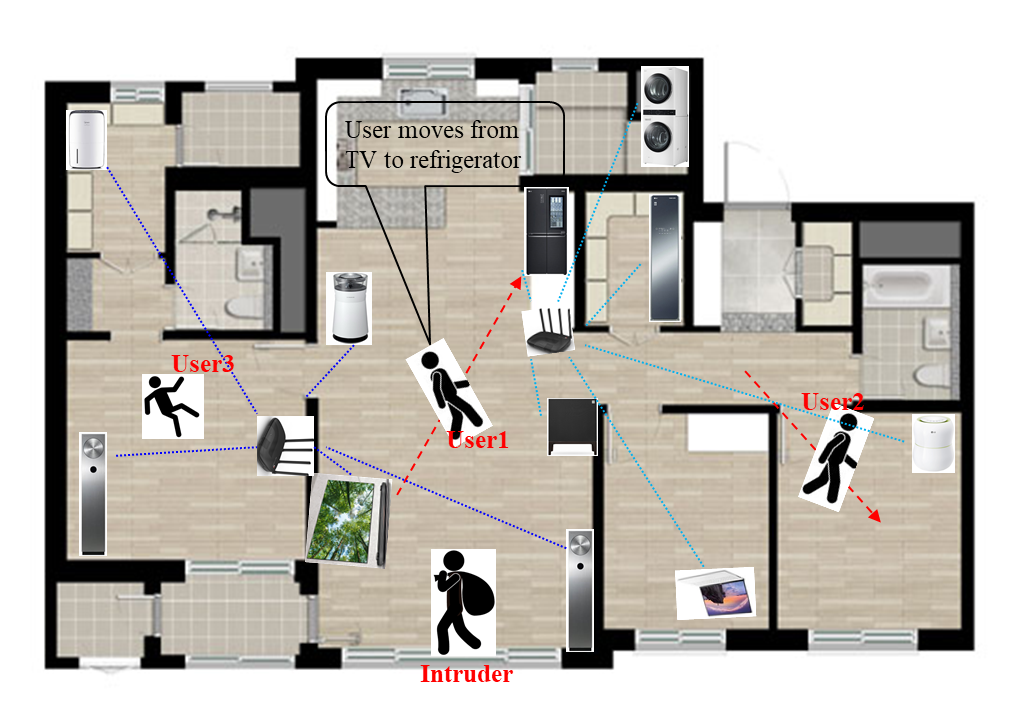 User moves from
TV to refrigerator
User3
User2
User1
Intruder